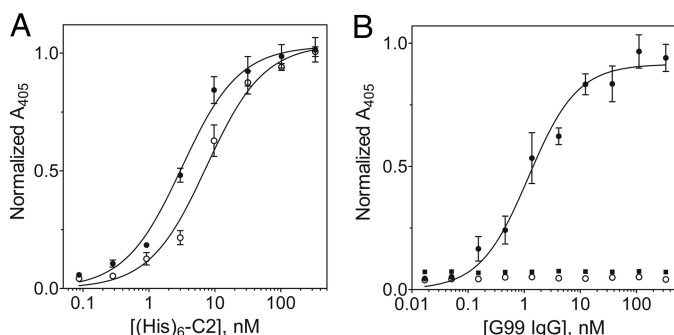 A
1.0
0.5
0.0
Normalized A405
0.1 1 10 100
[(His)6-C2], nM
B
1.0
0.5
0.0
Normalized A405
0.01 0.1 1 10 100
[G99 IgG], nM